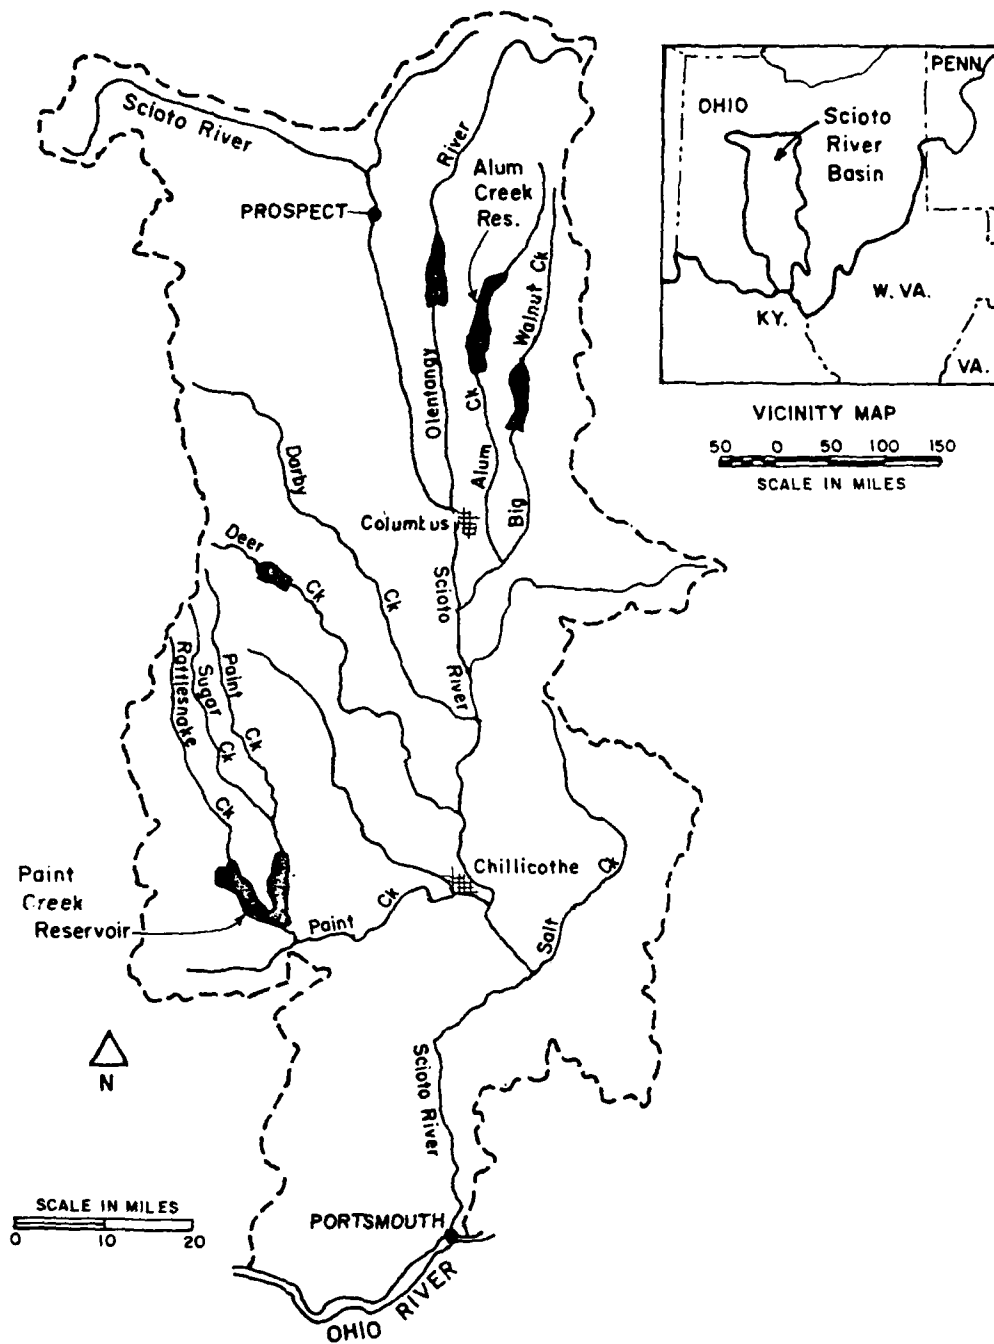 Scioto River
River
PENN.
OHIO
Scioto
River
Basin
Alum
Creek
Res.
PROSPECT
Walnut Ck
W. VA.
KY.
VA.
Olentangy
Ck
VICINITY MAP
50 0 50 100 150
SCALE IN MILES
Darby
Alum
Big
Columtus
Deer
Ck
Ck
Scioto
River
Rattlesnake
Sugar
Paint
Ck
Ck
Ck
Chillicothe
Ck
Paint
Creek
Reservoir
Paint
Ck
Salt
N
Scioto River
SCALE IN MILES
0 10 20
PORTSMOUTH
OHIO RIVER